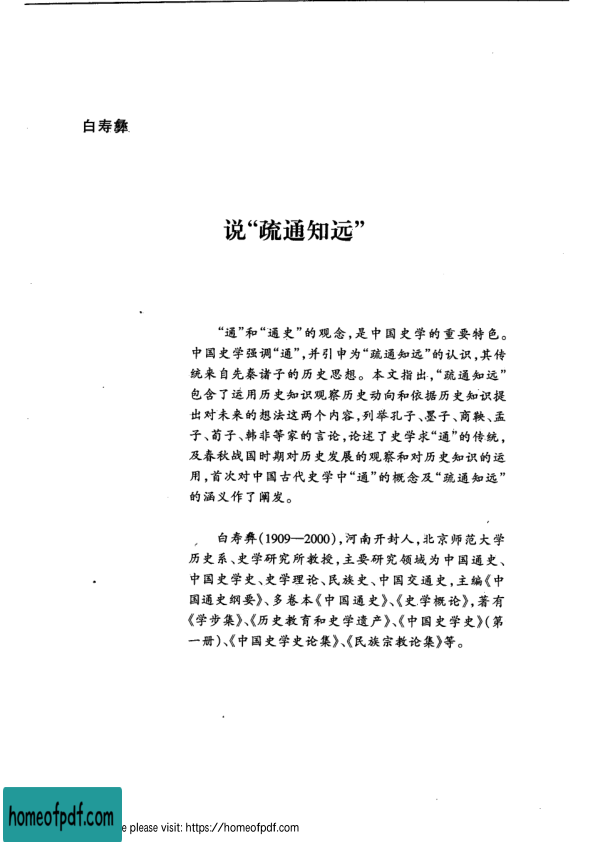 白寿彝
说“疏通知远”
“通”和“通史”的观念,是中国史学的重要特色。
中国史学强调“通”,并引申为“疏通知远”的认识,其传
统来自先秦诸子的历史思想。本文指出,“疏通知远”
包含了运用历史知识观察历史动向和依据历史知识提
出对未来的想法这两个内容,列举孔子、墨子、商鞅、孟
子、荀子、韩非等家的言论,论述了史学求“通”的传统,
及春秋战国时期对历史发展的观察和对历史知识的运
用,首次对中国古代史学中“通”的概念及“疏通知远”
的涵义作了阐发。
白寿彝(1909—2000),河南开封人,北京师范大学
历史系、史学研究所教授,主要研究领域为中国通史、
中国史学史、史学理论、民族史、中国交通史,主编《中
国通史纲要》、多卷本《中国通史》、《史学概论》,著有
《学步集》、《历史教育和史学遗产》、《中国史学史》(第
一册)、《中国史学史论集》、《民族宗教论集》等。
homeofpdf.com
e please visit: https://homeofpdf.com